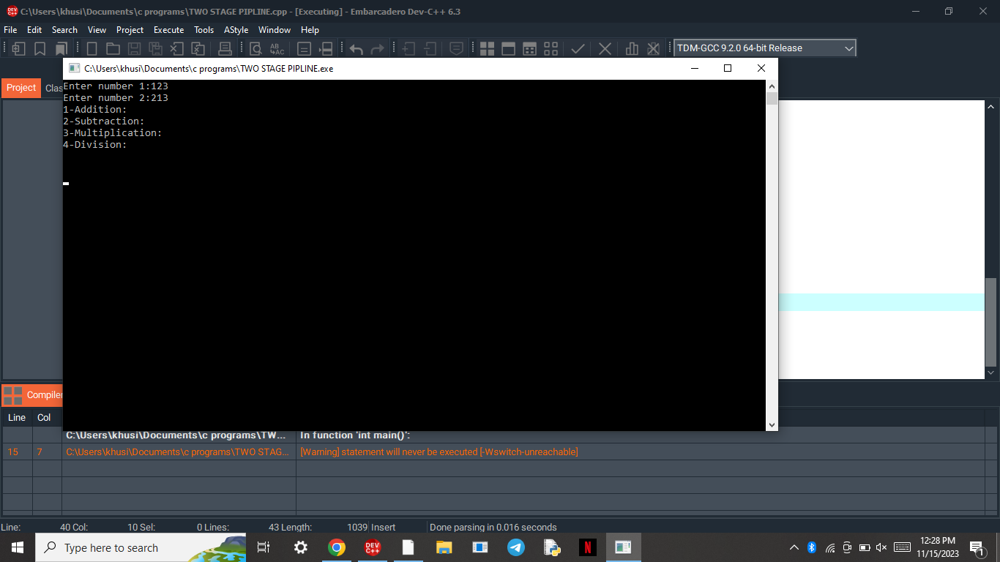 C:\Users\khusi\Documents\c programs\TWO STAGE PIPLINE.cpp - [Executing] - Embarcadero Dev-C++ 6.3
File Edit Search View Project Execute Tools AStyle Window Help
TDM-GCC 9.2.0 64-bit Release
C:\Users\khusi\Documents\c programs\TWO STAGE PIPLINE.exe
Project Clas
Enter number 1:123
Enter number 2:213
1-Addition:
2-Subtraction:
3-Multiplication:
4-Division:
Compiler
Line Col
C:\Users\khusi\Documents\c programs\TW... In function 'int main()':
15 7 C:\Users\khusi\Documents\c programs\TWO STAG... [Warning] statement will never be executed [-Wswitch-unreachable]
Line: 40 Col: 10 Sel: 0 Lines: 43 Length: 1039 Insert Done parsing in 0.016 seconds
Type here to search
DEV C++
N
12:28 PM
11/15/2023
1